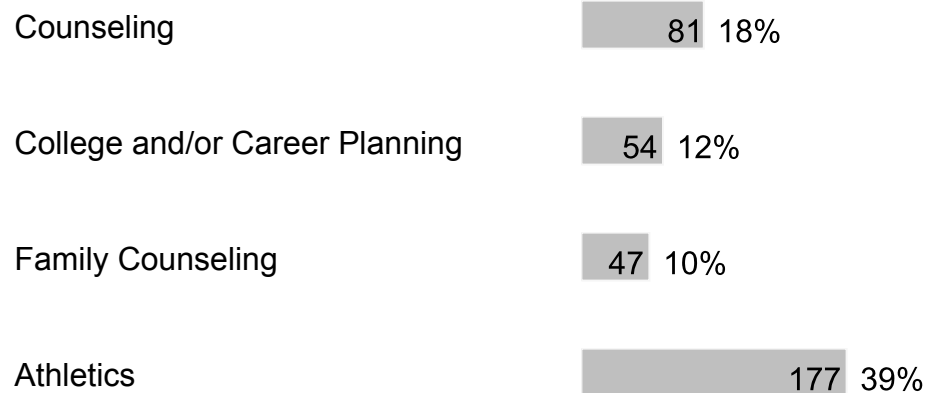 Counseling 81 18%
College and/or Career Planning 54 12%
Family Counseling 47 10%
Athletics 177 39%